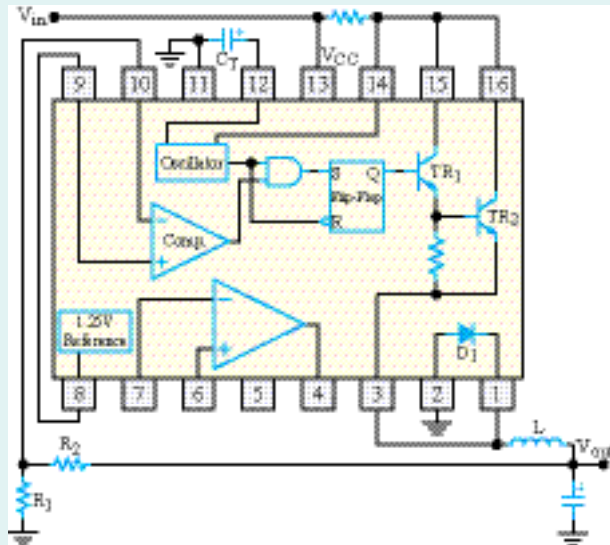 Vin
CT
VCC
9 10 11 12 13 14 15 16
Oscillator
S Q
Flip-Flop
R
TR1
TR2
Comp.
− +
− +
1.25V
Reference
D1
8 7 6 5 4 3 2 1
L
Vout
R2
R1